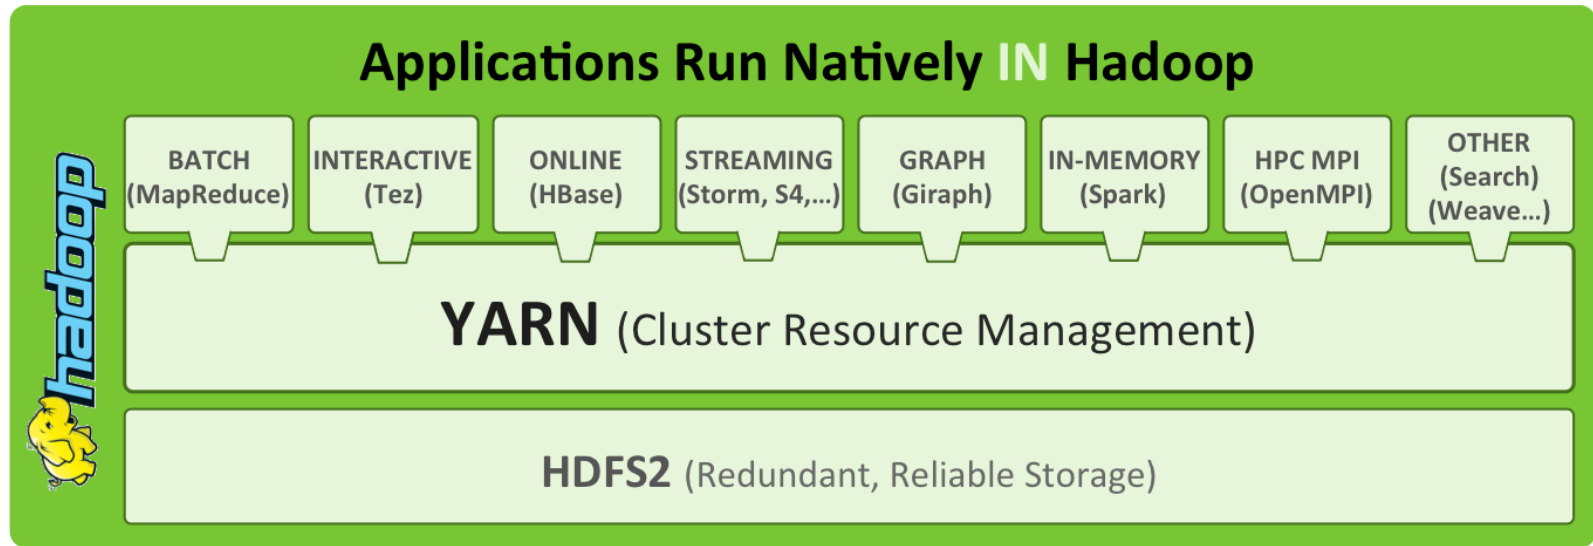 Applications Run Natively IN Hadoop
hadoop
BATCH
(MapReduce)
INTERACTIVE
(Tez)
ONLINE
(HBase)
STREAMING
(Storm, S4,...)
GRAPH
(Giraph)
IN-MEMORY
(Spark)
HPC MPI
(OpenMPI)
OTHER
(Search)
(Weave...)
YARN (Cluster Resource Management)
HDFS2 (Redundant, Reliable Storage)